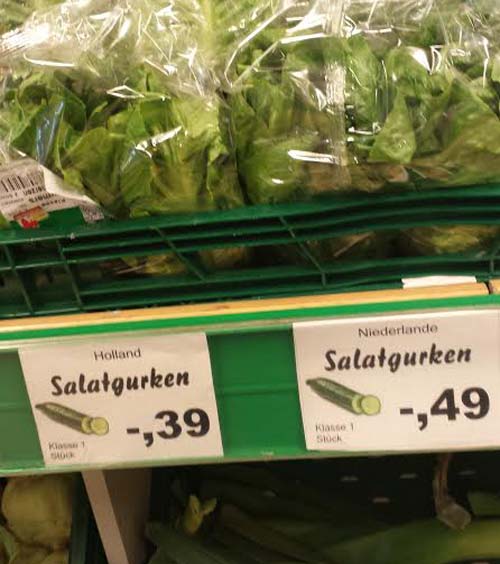 Holland
Salatgurken
-,39
Klasse 1
Stück
Niederlande
Salatgurken
-,49
Klasse 1
Stück